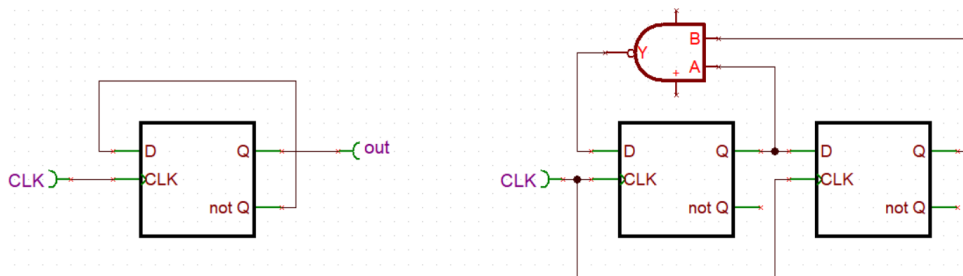 D Q
CLK CLK
not Q
out
Y B
A
+
CLK
D Q
CLK
not Q
D Q
CLK
not Q